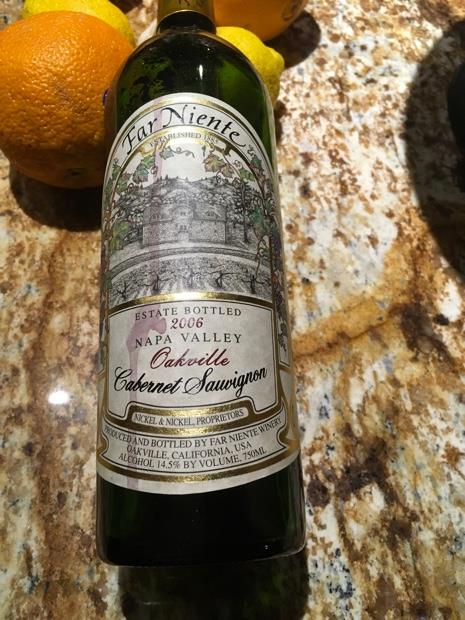 Far Niente
ESTABLISHED 1885
ESTATE BOTTLED
2006
NAPA VALLEY
Oakville
Cabernet Sauvignon
NICKEL & NICKEL, PROPRIETORS
PRODUCED AND BOTTLED BY FAR NIENTE WINERY
OAKVILLE, CALIFORNIA, USA
ALCOHOL 14.5% BY VOLUME, 750ML